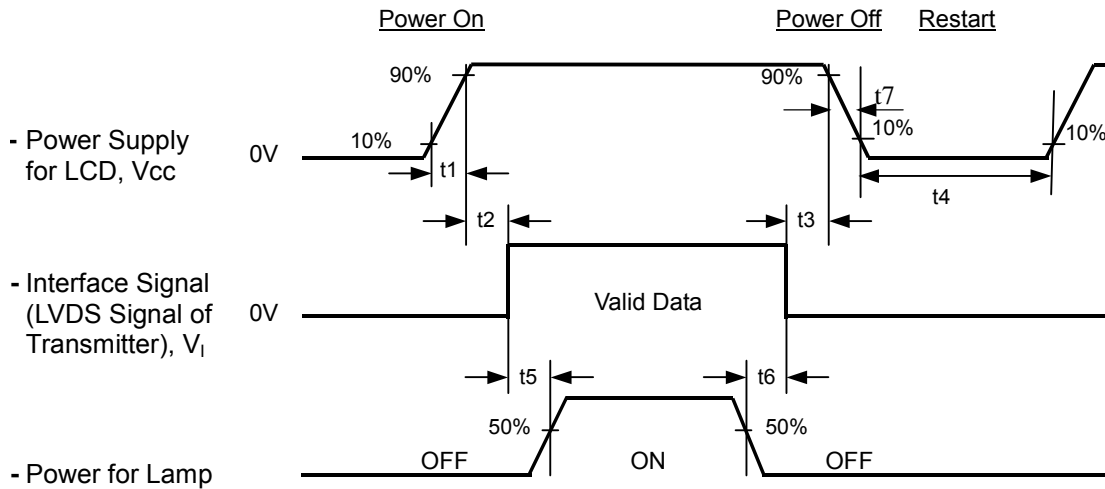 Power On
Power Off
Restart
90%
90%
t7
- Power Supply
for LCD, Vcc
0V
10%
t1
10%
10%
t4
t2
t3
- Interface Signal
(LVDS Signal of
Transmitter), VI
0V
Valid Data
t5
t6
50%
50%
- Power for Lamp
OFF
ON
OFF